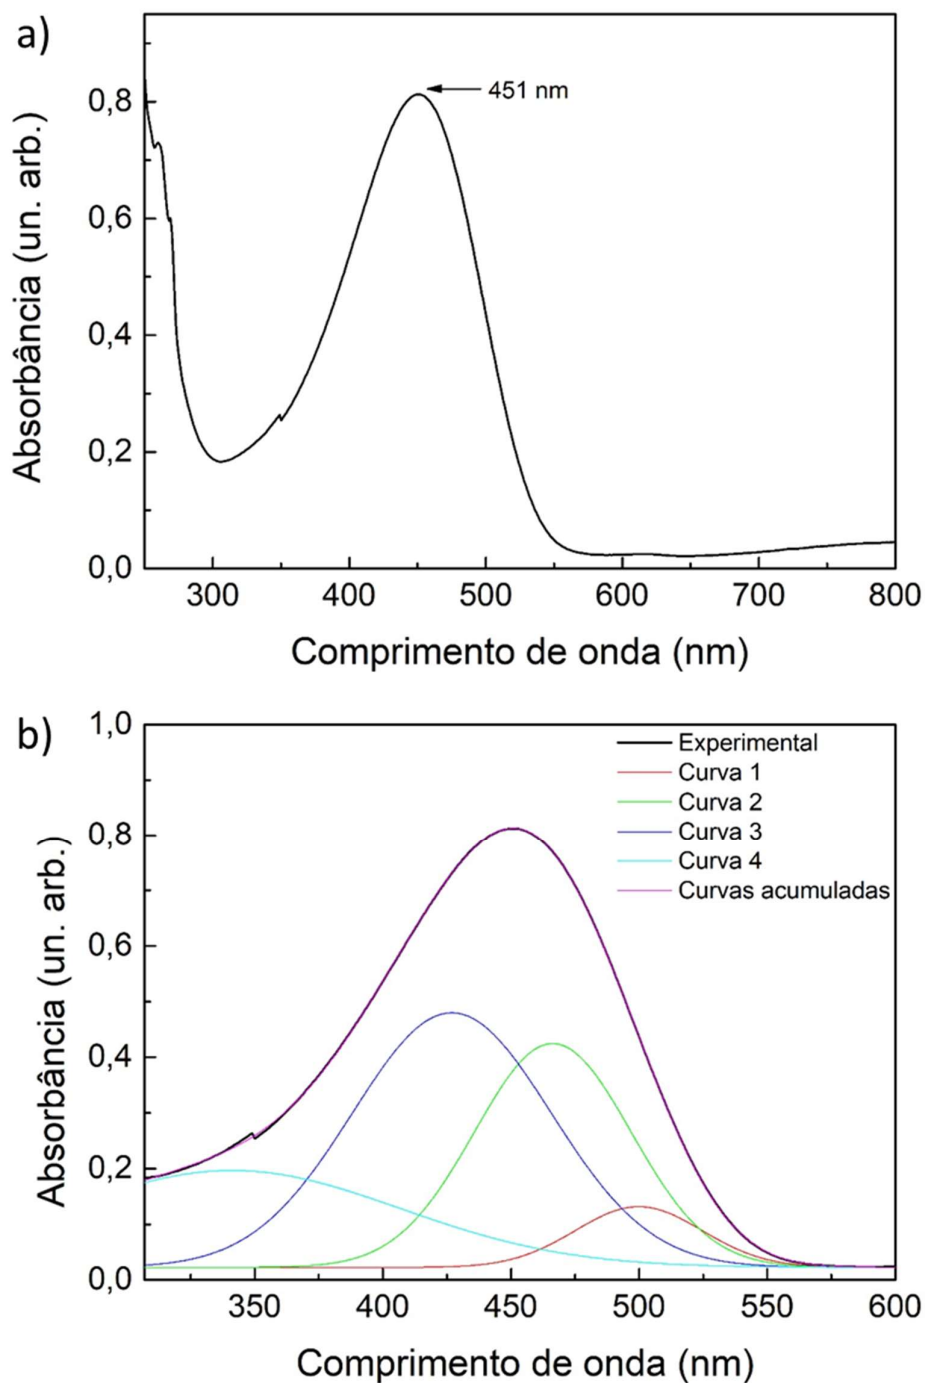 a)
451 nm
0,8
0,6
0,4
0,2
0,0
Absorbância (un. arb.)
300 400 500 600 700 800
Comprimento de onda (nm)
b)
1,0
0,8
0,6
0,4
0,2
0,0
Absorbância (un. arb.)
Experimental
Curva 1
Curva 2
Curva 3
Curva 4
Curvas acumuladas
350 400 450 500 550 600
Comprimento de onda (nm)